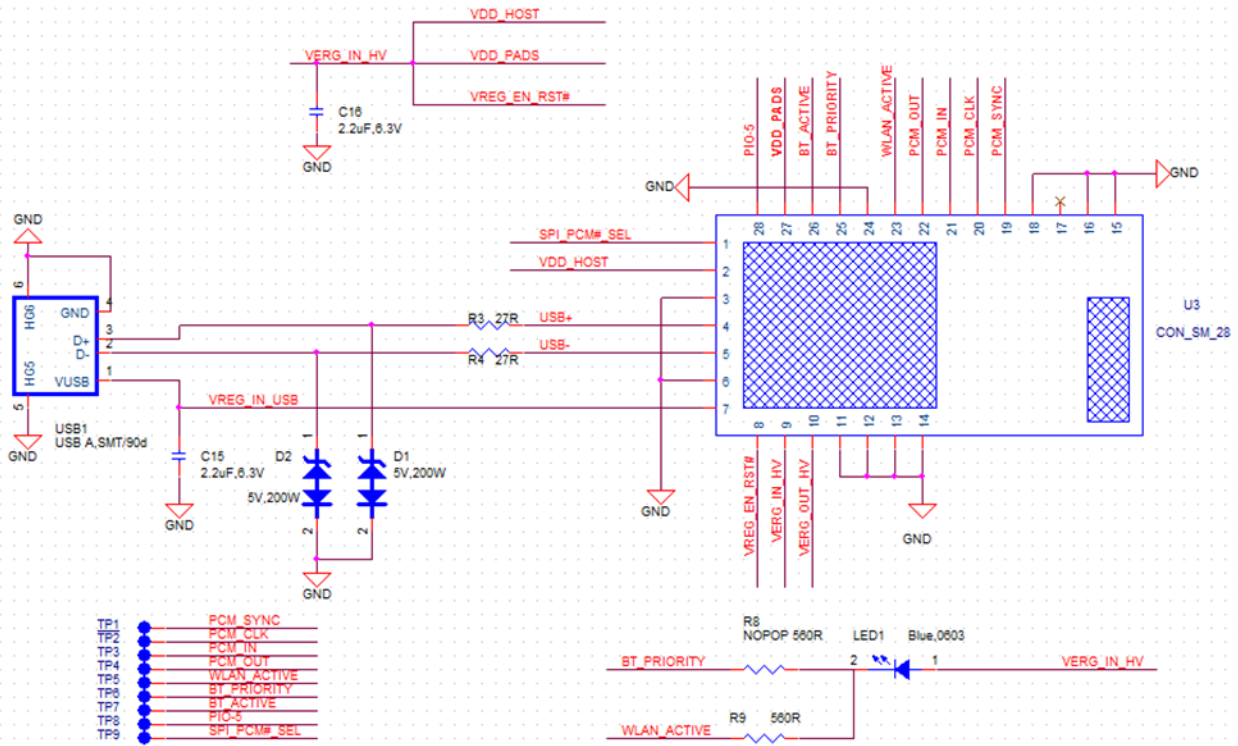 VDD_HOST
VERG_IN_HV
VDD_PADS
VREG_EN_RST#
C16
2.2uF,6.3V
GND
PIO-5
VDD_PADS
BT_ACTIVE
BT_PRIORITY
WLAN_ACTIVE
PCM_OUT
PCM_IN
PCM_CLK
PCM_SYNC
GND
GND
28 27 26 25 24 23 22 21 20 19 18 17 16 15
GND
6
HG6
GND 4
D+ 3
D- 2
VUSB 1
HG5
5
GND
USB1
USB A,SMT/90d
SPI_PCM#_SEL 1
VDD_HOST 2
3
R3 27R USB+ 4
USB- 5
R4 27R
6
VREG_IN_USB 7
U3
CON_SM_28
8 9 10 11 12 13 14
VREG_EN_RST#
VERG_IN_HV
VERG_OUT_HV
GND
GND
C15
2.2uF,6.3V
GND
D2
5V,200W
1
2
D1
5V,200W
1
2
GND
TP1 PCM_SYNC
TP2 PCM_CLK
TP3 PCM_IN
TP4 PCM_OUT
TP5 WLAN_ACTIVE
TP6 BT_PRIORITY
TP7 BT_ACTIVE
TP8 PIO-5
TP9 SPI_PCM#_SEL
R8
NOPOP 560R
LED1 Blue,0603
BT_PRIORITY 2 1 VERG_IN_HV
R9 560R
WLAN_ACTIVE